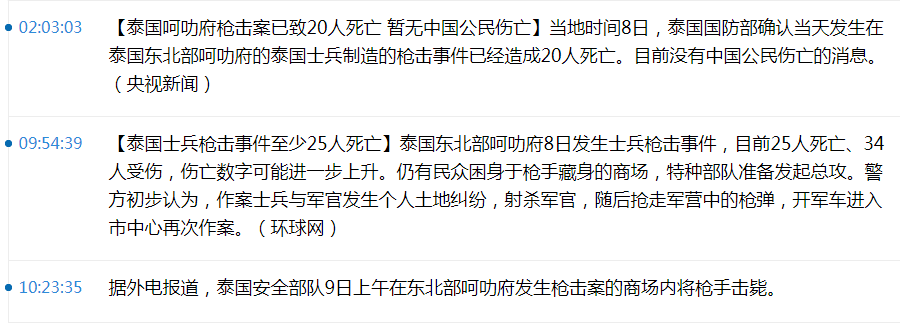 02:03:03 【泰国呵叻府枪击案已致20人死亡 暂无中国公民伤亡】当地时间8日，泰国国防部确认当天发生在
泰国东北部呵叻府的泰国士兵制造的枪击事件已经造成20人死亡。目前没有中国公民伤亡的消息。
（央视新闻）
09:54:39 【泰国士兵枪击事件至少25人死亡】泰国东北部呵叻府8日发生士兵枪击事件，目前25人死亡、34
人受伤，伤亡数字可能进一步上升。仍有民众困身于枪手藏身的商场，特种部队准备发起总攻。警
方初步认为，作案士兵与军官发生个人土地纠纷，射杀军官，随后抢走军营中的枪弹，开军车进入
市中心再次作案。（环球网）
10:23:35 据外电报道，泰国安全部队9日上午在东北部呵叻府发生枪击案的商场内将枪手击毙。